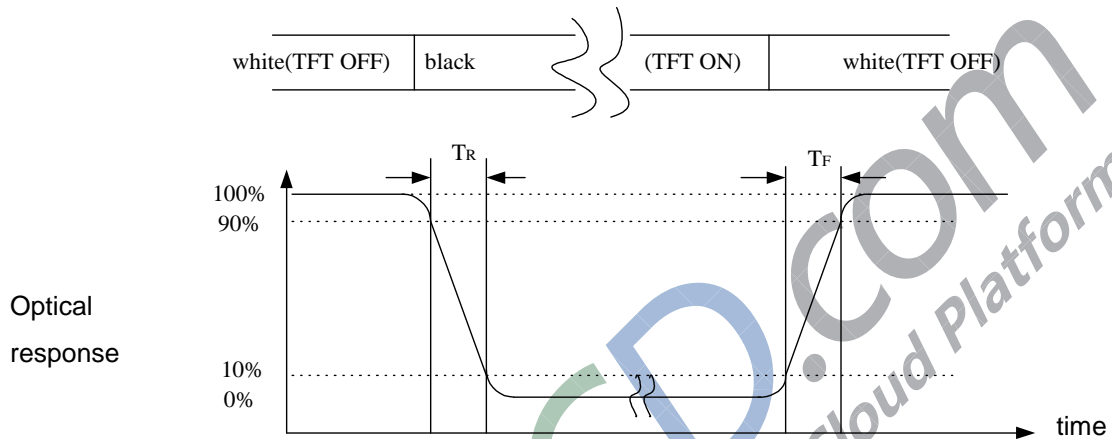 white(TFT OFF) black (TFT ON) white(TFT OFF)
TR TF
100%
90%
Optical
response
10%
0%
time
.com
Cloud Platform